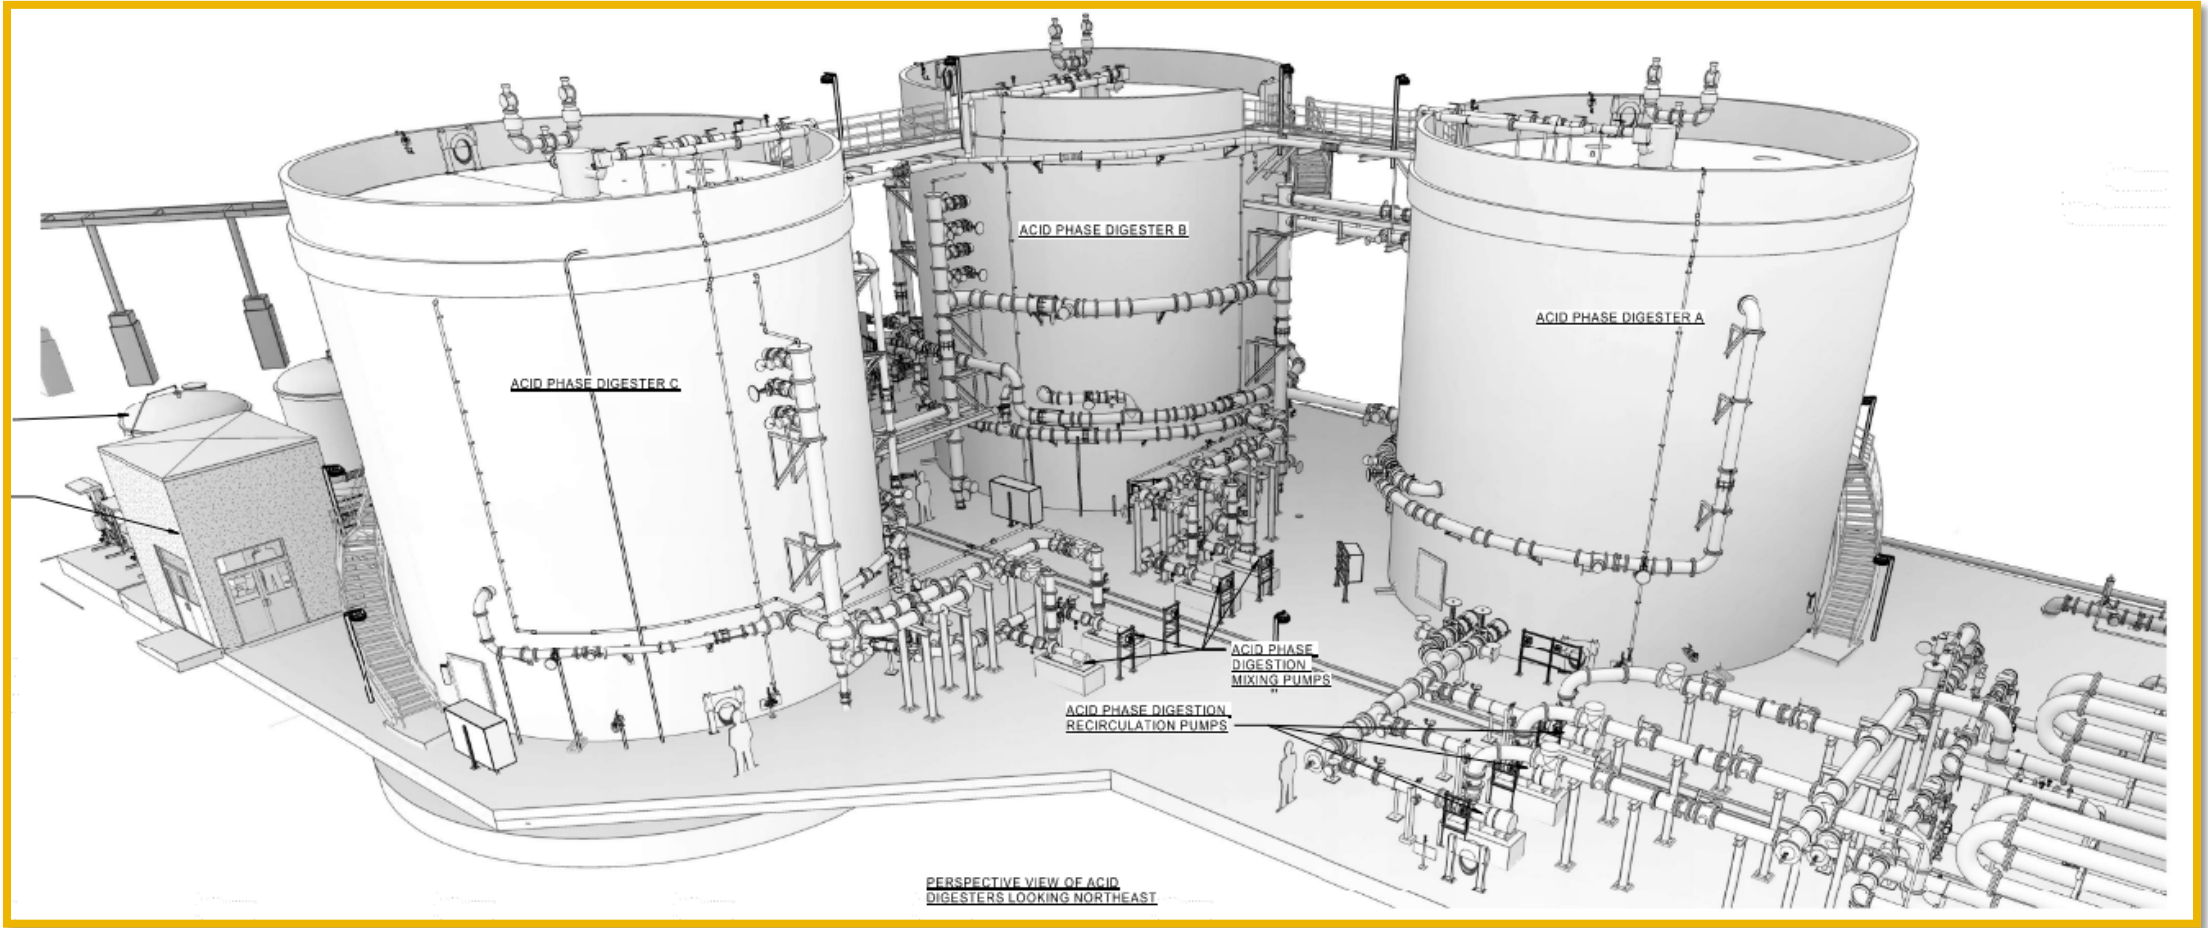 ACID PHASE DIGESTER B
ACID PHASE DIGESTER A
ACID PHASE DIGESTER C
ACID PHASE
DIGESTION
MIXING PUMPS
ACID PHASE DIGESTION
RECIRCULATION PUMPS
PERSPECTIVE VIEW OF ACID
DIGESTERS LOOKING NORTHEAST